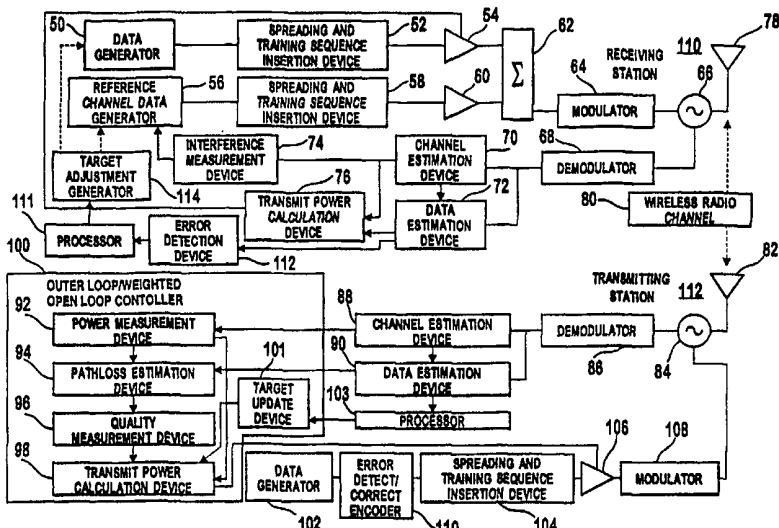 50
DATA GENERATOR
52
SPREADING AND TRAINING SEQUENCE INSERTION DEVICE
54
62
Σ
RECEIVING STATION
110
78
REFERENCE CHANNEL DATA GENERATOR
56
SPREADING AND TRAINING SEQUENCE INSERTION DEVICE
58
60
64
MODULATOR
66
INTERFERENCE MEASUREMENT DEVICE
74
CHANNEL ESTIMATION DEVICE
70
68
DEMODULATOR
TARGET ADJUSTMENT GENERATOR
114
76
TRANSMIT POWER CALCULATION DEVICE
72
DATA ESTIMATION DEVICE
80
WIRELESS RADIO CHANNEL
111
PROCESSOR
ERROR DETECTION DEVICE
112
100
OUTER LOOP/WEIGHTED OPEN LOOP CONTOLLER
TRANSMITTING STATION
112
82
92
POWER MEASUREMENT DEVICE
88
CHANNEL ESTIMATION DEVICE
DEMODULATOR
86
84
94
PATHLOSS ESTIMATION DEVICE
90
DATA ESTIMATION DEVICE
101
TARGET UPDATE DEVICE
103
PROCESSOR
96
QUALITY MEASUREMENT DEVICE
98
TRANSMIT POWER CALCULATION DEVICE
106
108
DATA GENERATOR
102
ERROR DETECT/ CORRECT ENCODER
110
SPREADING AND TRAINING SEQUENCE INSERTION DEVICE
104
MODULATOR